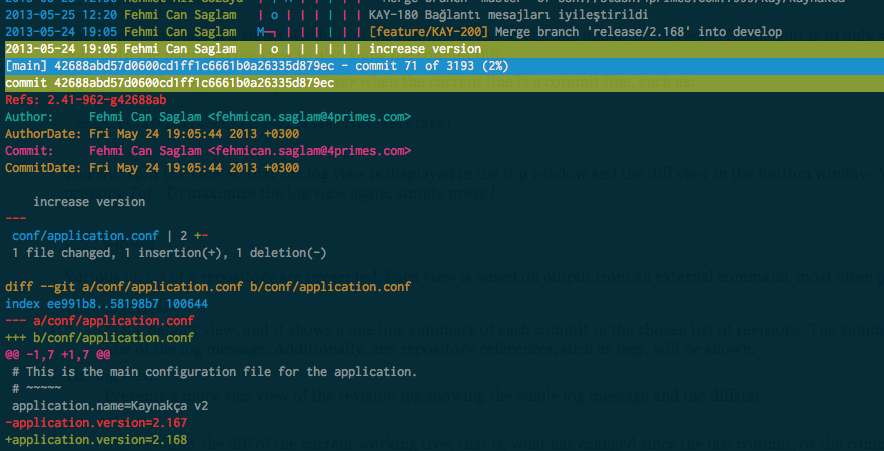 2013-05-25 12:20 Fehmi Can Saglam | o | | | | | | KAY-180 Bağlantı mesajları iyileştirildi
2013-05-24 19:05 Fehmi Can Saglam M─┐ | | | | | | [feature/KAY-200] Merge branch 'release/2.168' into develop
2013-05-24 19:05 Fehmi Can Saglam | o | | | | | | increase version
[main] 42688abd57d0600cd1ff1c6661b0a26335d879ec - commit 71 of 3193 (2%)
commit 42688abd57d0600cd1ff1c6661b0a26335d879ec
Refs: 2.41-962-g42688ab
Author: Fehmi Can Saglam <fehmican.saglam@4primes.com>
AuthorDate: Fri May 24 19:05:44 2013 +0300
Commit: Fehmi Can Saglam <fehmican.saglam@4primes.com>
CommitDate: Fri May 24 19:05:44 2013 +0300
increase version
---
conf/application.conf | 2 +-
1 file changed, 1 insertion(+), 1 deletion(-)
diff --git a/conf/application.conf b/conf/application.conf
index ee991b8..58198b7 100644
--- a/conf/application.conf
+++ b/conf/application.conf
@@ -1,7 +1,7 @@
# This is the main configuration file for the application.
# ~~~~~
application.name=Kaynakça v2
-application.version=2.167
+application.version=2.168